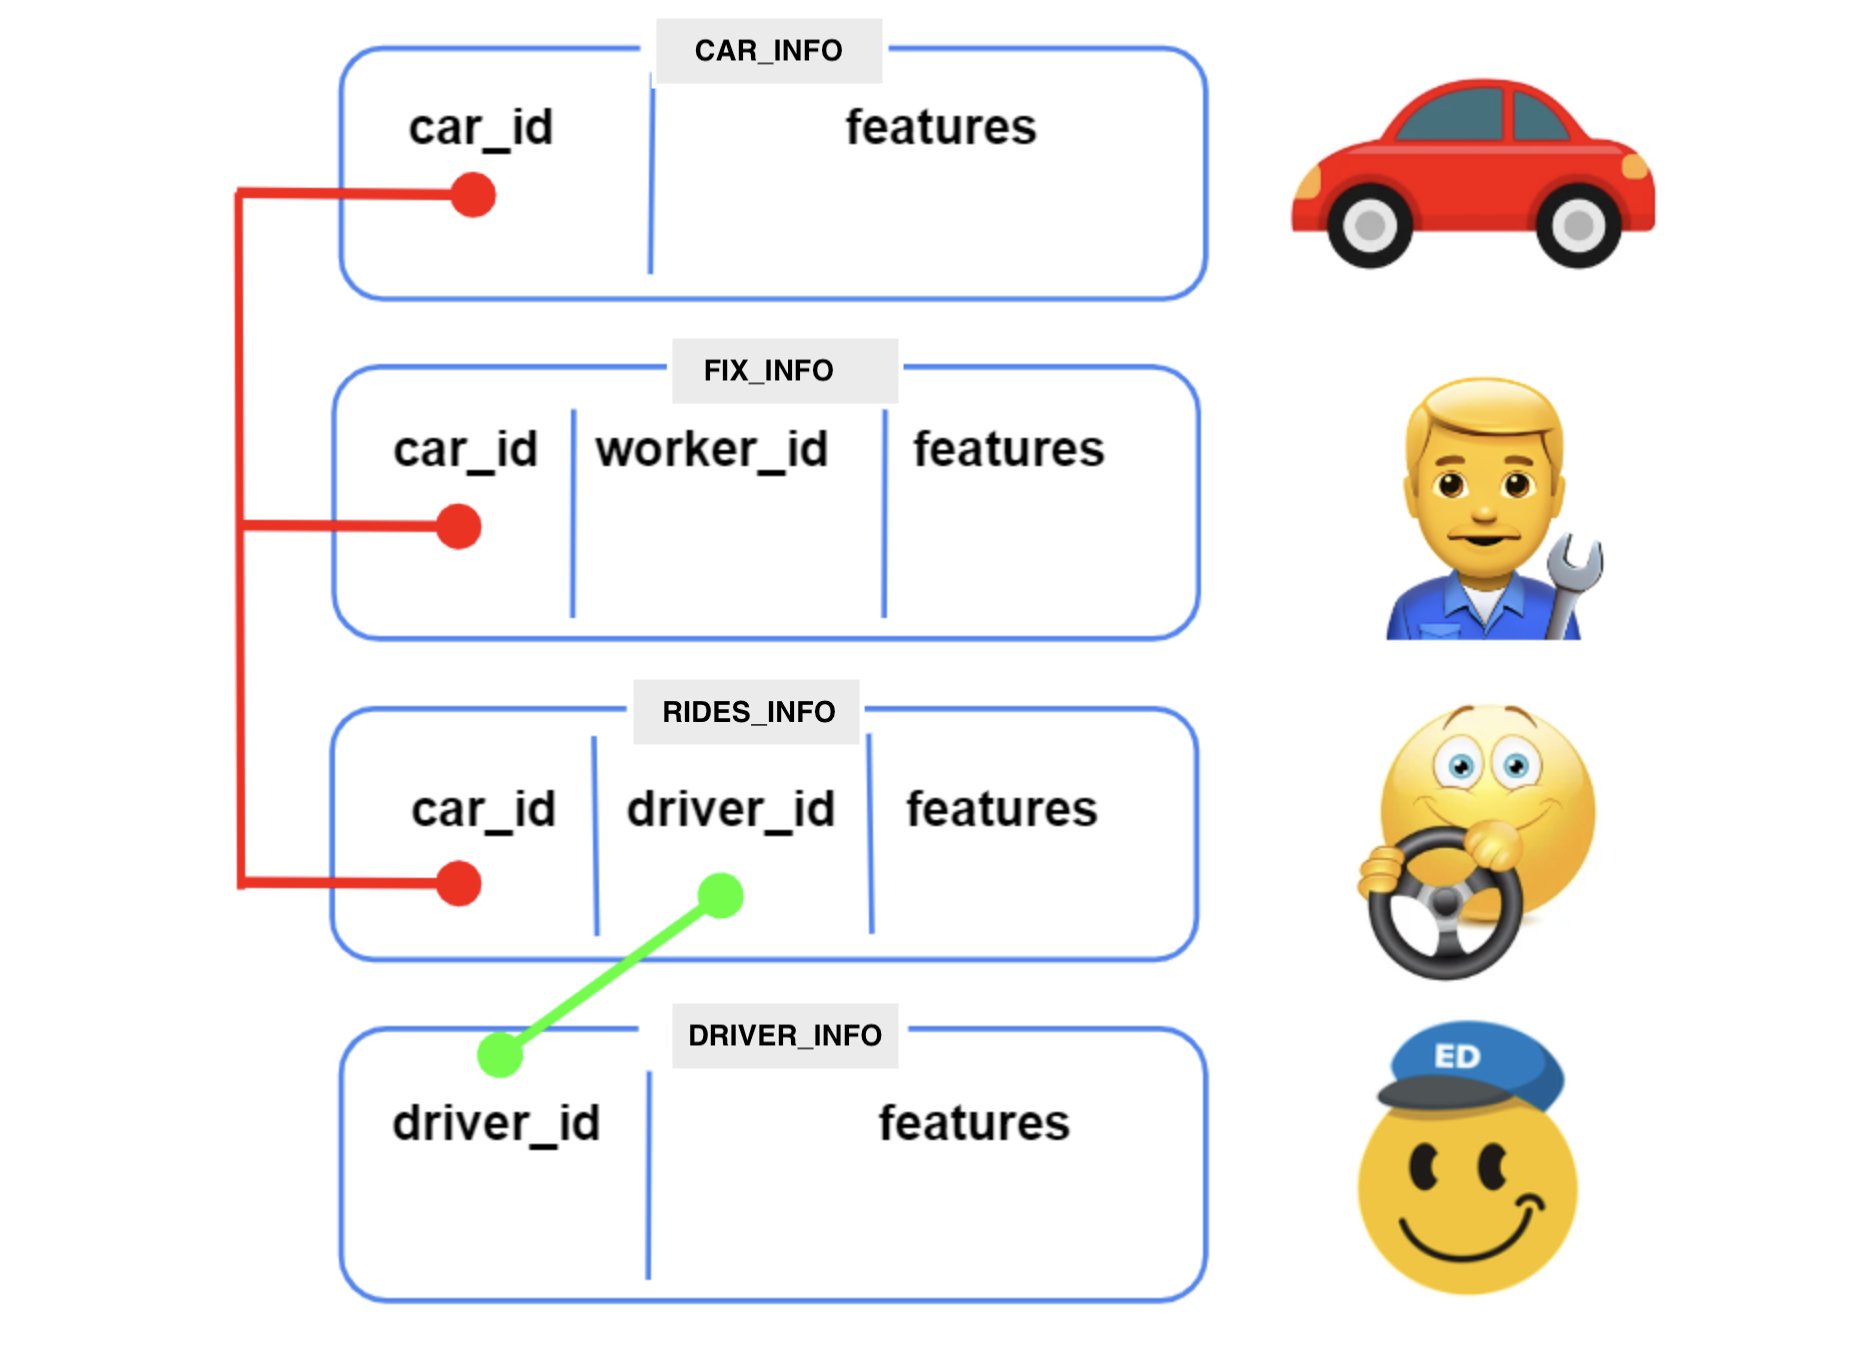 CAR_INFO
car_id features
FIX_INFO
car_id worker_id features
RIDES_INFO
car_id driver_id features
DRIVER_INFO
ED
driver_id features